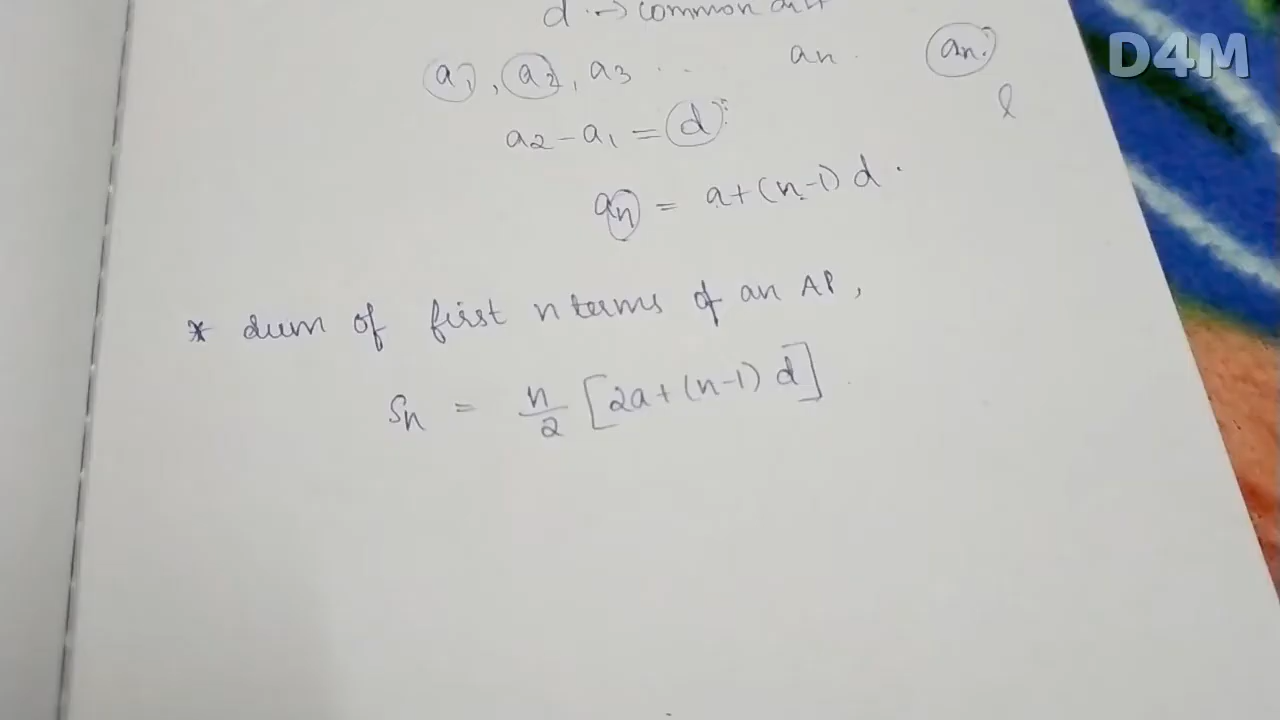 d → common diff
a₁, a₂, a₃ .. an. an. D4M
l
a₂ - a₁ = d
an = a + (n-1) d.
* sum of first n terms of an AP,
Sn = n/2 [2a + (n-1) d]